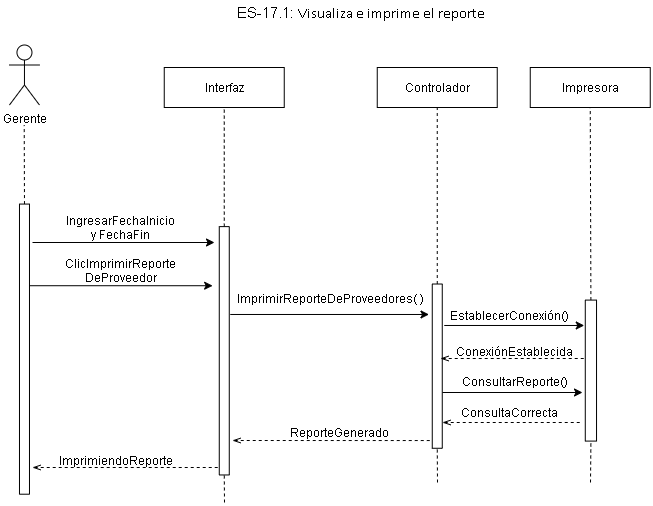 ES-17.1: Visualiza e imprime el reporte
Interfaz
Controlador
Impresora
Gerente
IngresarFechaInicio
y FechaFin
ClicImprimirReporte
DeProveedor
ImprimirReporteDeProveedores( )
EstablecerConexión()
ConexiónEstablecida
ConsultarReporte()
ConsultaCorrecta
ReporteGenerado
ImprimiendoReporte